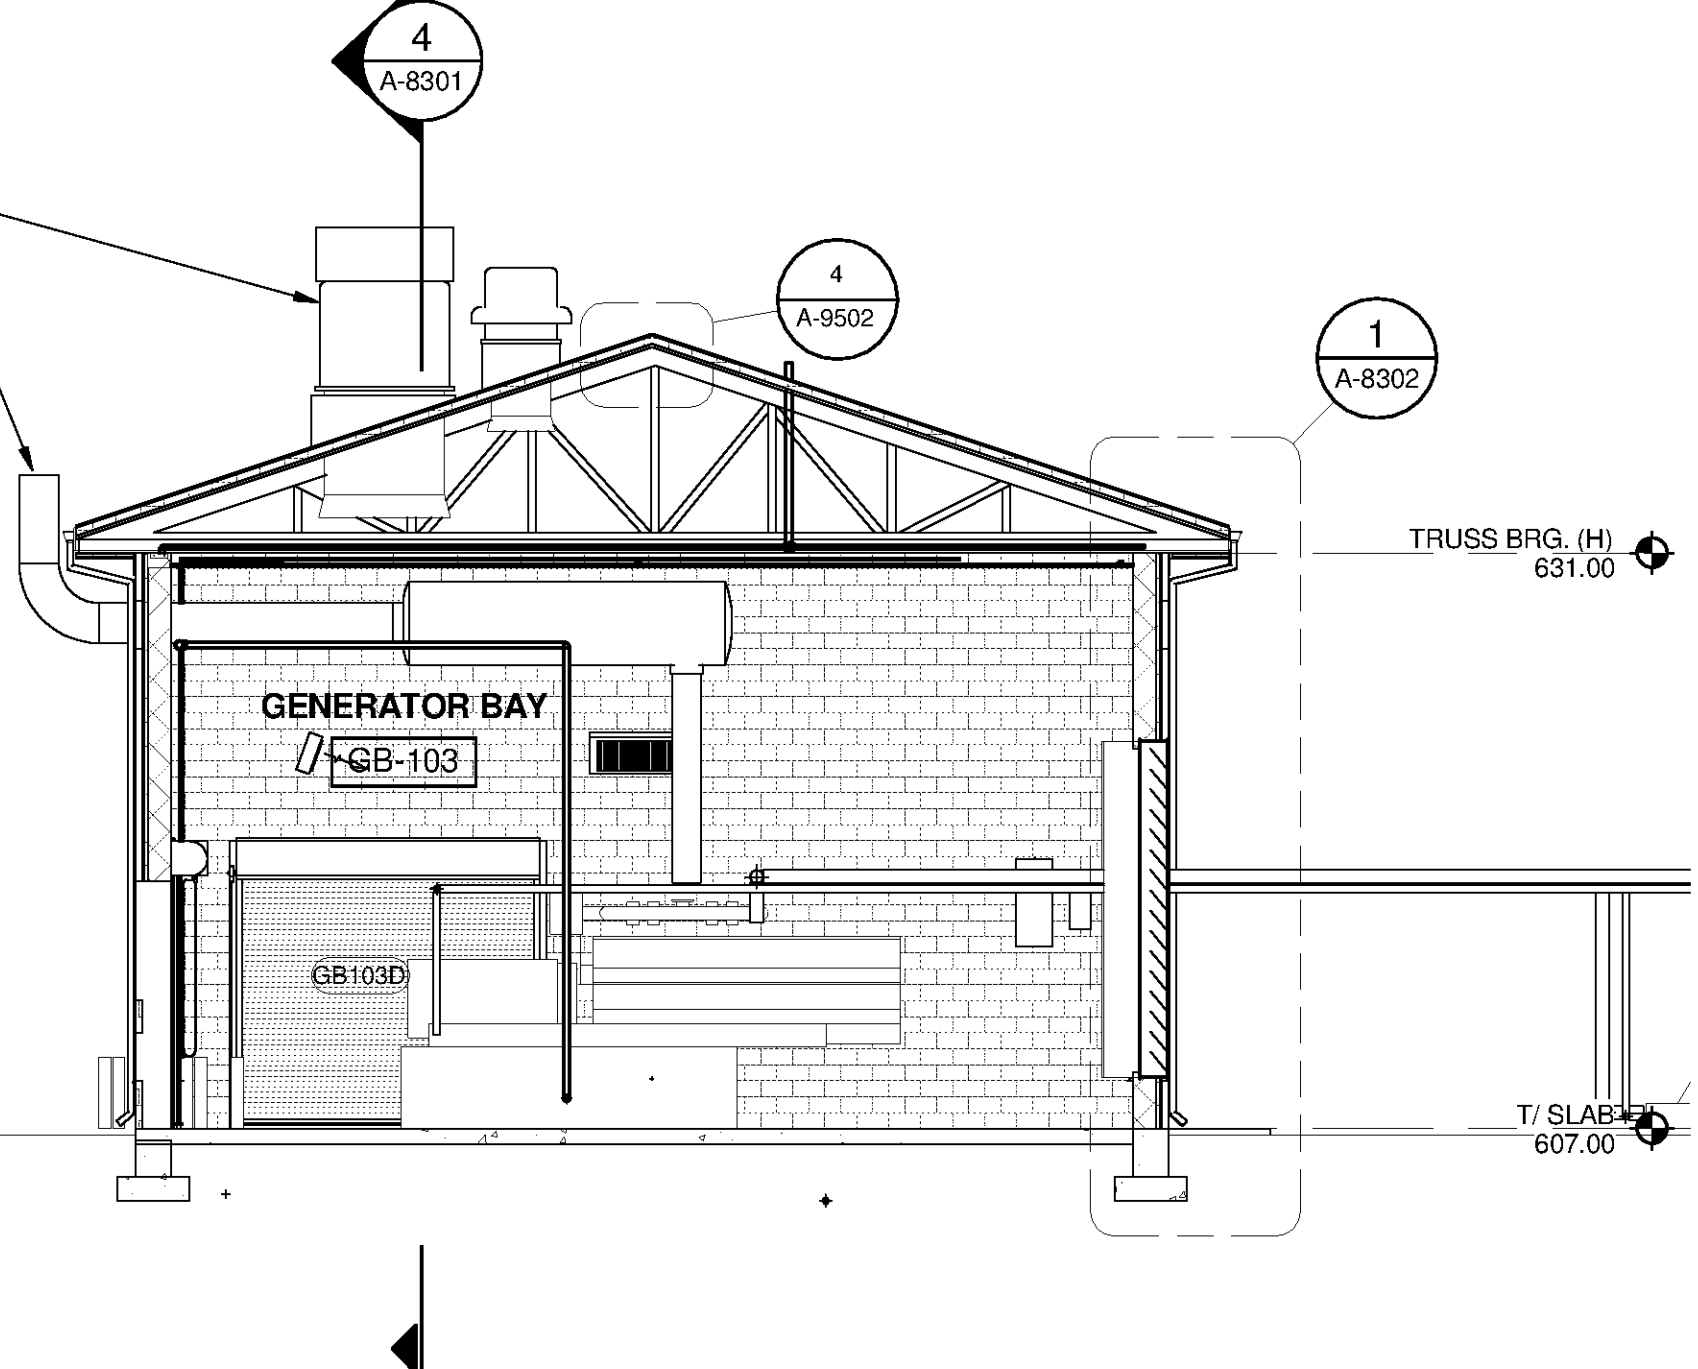 4
A-8301
4
A-9502
1
A-8302
TRUSS BRG. (H)
631.00
GENERATOR BAY
GB-103
GB103D
T/ SLAB
607.00